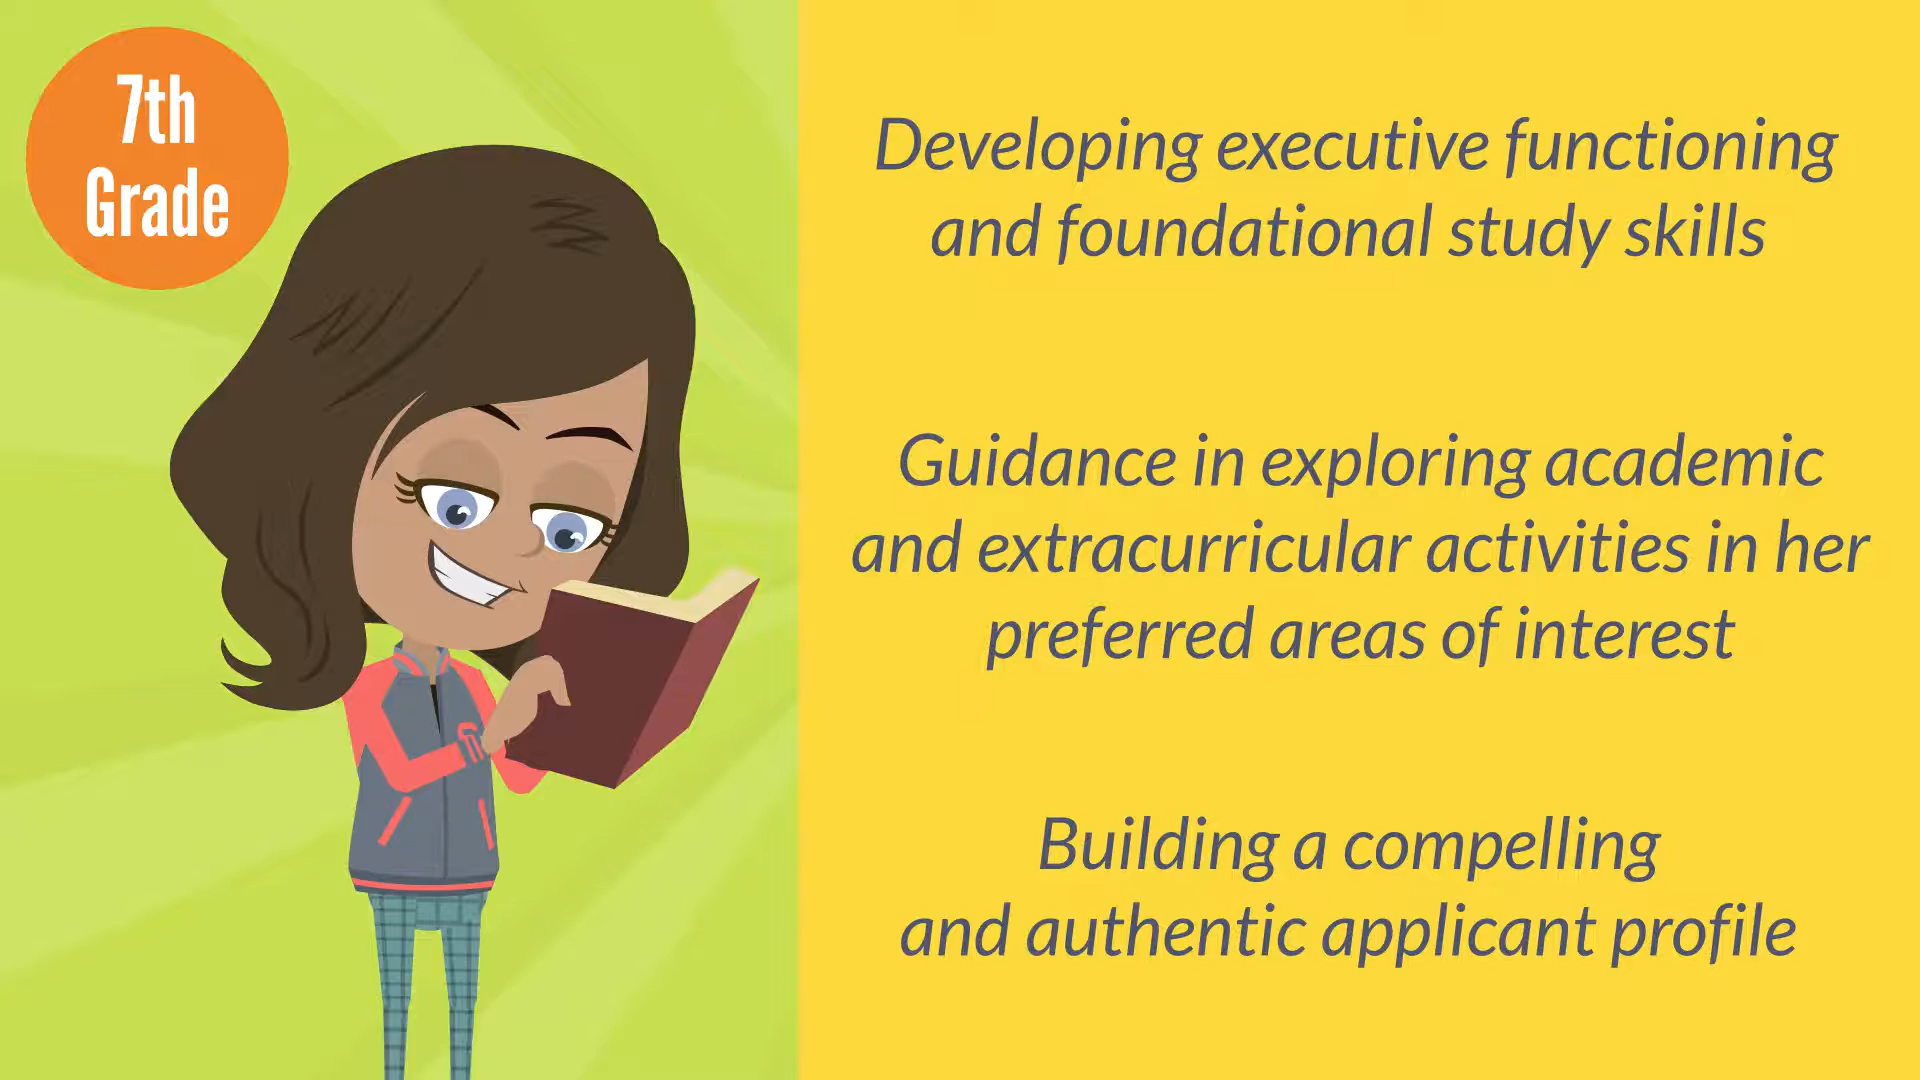 7th
Grade
Developing executive functioning
and foundational study skills
Guidance in exploring academic
and extracurricular activities in her
preferred areas of interest
Building a compelling
and authentic applicant profile